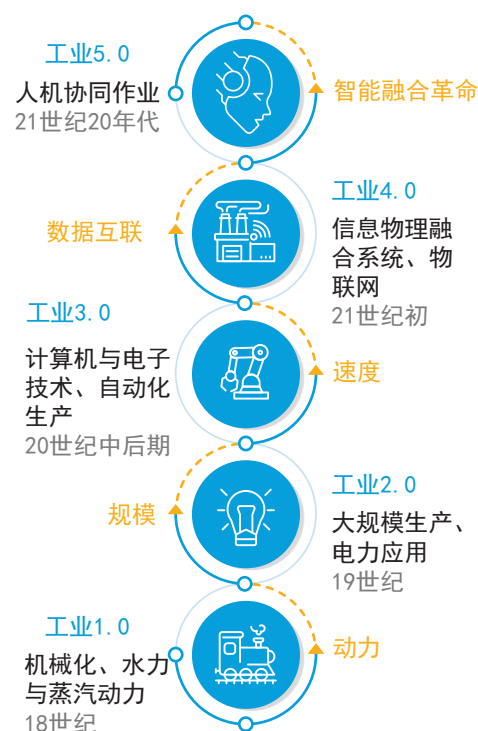 工业5.0
人机协同作业
21世纪20年代
智能融合革命
工业4.0
信息物理融
合系统、物
联网
21世纪初
数据互联
工业3.0
计算机与电子
技术、自动化
生产
20世纪中后期
速度
工业2.0
大规模生产、
电力应用
19世纪
规模
工业1.0
机械化、水力
与蒸汽动力
18世纪
动力